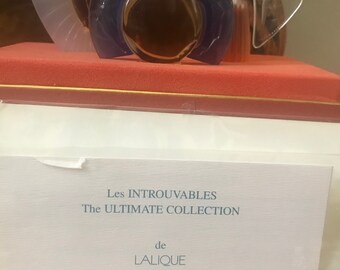 Les INTROUVABLES
The ULTIMATE COLLECTION
de
LALIQUE